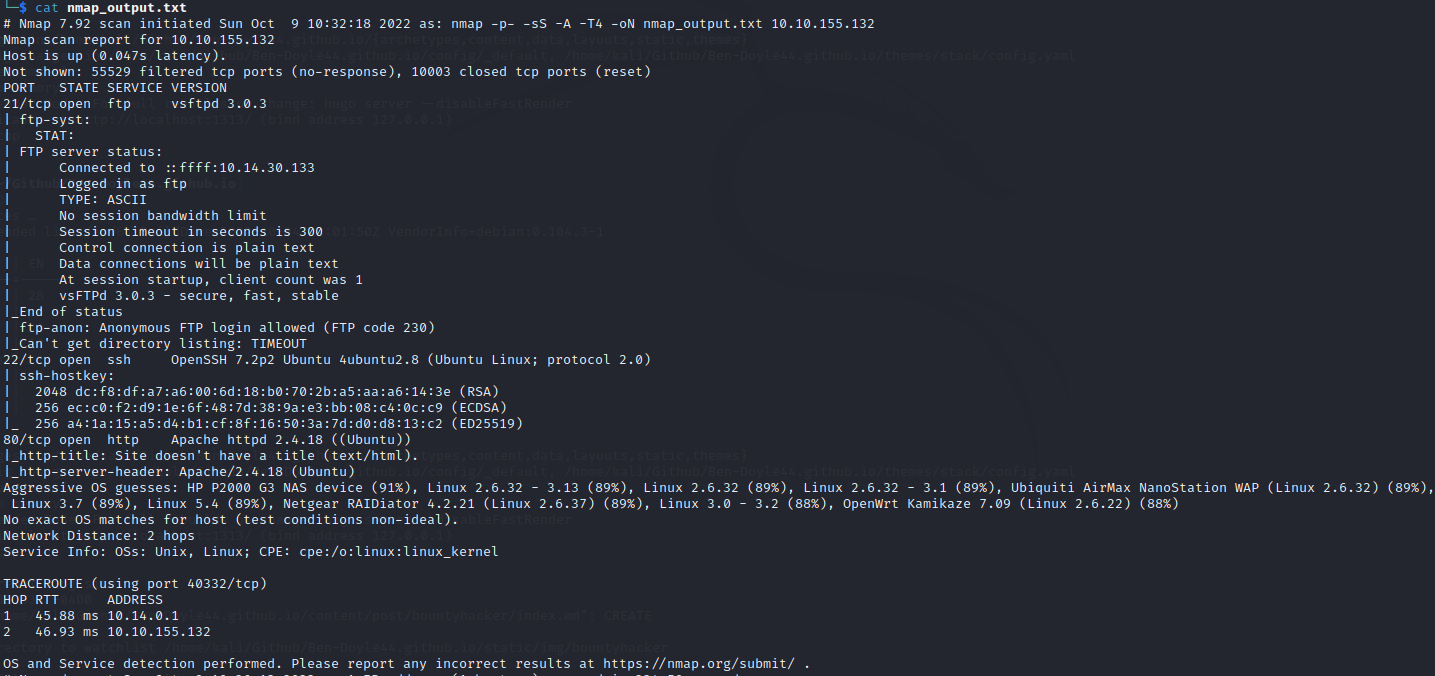 └─$ cat nmap_output.txt
# Nmap 7.92 scan initiated Sun Oct  9 10:32:18 2022 as: nmap -p- -sS -A -T4 -oN nmap_output.txt 10.10.155.132
Nmap scan report for 10.10.155.132
Host is up (0.047s latency).
Not shown: 55529 filtered tcp ports (no-response), 10003 closed tcp ports (reset)
PORT   STATE SERVICE VERSION
21/tcp open  ftp     vsftpd 3.0.3
| ftp-syst:
|   STAT:
| FTP server status:
|      Connected to ::ffff:10.14.30.133
|      Logged in as ftp
|      TYPE: ASCII
|      No session bandwidth limit
|      Session timeout in seconds is 300
|      Control connection is plain text
|      Data connections will be plain text
|      At session startup, client count was 1
|      vsFTPd 3.0.3 - secure, fast, stable
|_End of status
| ftp-anon: Anonymous FTP login allowed (FTP code 230)
|_Can't get directory listing: TIMEOUT
22/tcp open  ssh     OpenSSH 7.2p2 Ubuntu 4ubuntu2.8 (Ubuntu Linux; protocol 2.0)
| ssh-hostkey:
|   2048 dc:f8:df:a7:a6:00:6d:18:b0:70:2b:a5:aa:a6:14:3e (RSA)
|   256 ec:c0:f2:d9:1e:6f:48:7d:38:9a:e3:bb:08:c4:0c:c9 (ECDSA)
|_  256 a4:1a:15:a5:d4:b1:cf:8f:16:50:3a:7d:d0:d8:13:c2 (ED25519)
80/tcp open  http    Apache httpd 2.4.18 ((Ubuntu))
|_http-title: Site doesn't have a title (text/html).
|_http-server-header: Apache/2.4.18 (Ubuntu)
Aggressive OS guesses: HP P2000 G3 NAS device (91%), Linux 2.6.32 - 3.13 (89%), Linux 2.6.32 (89%), Linux 2.6.32 - 3.1 (89%), Ubiquiti AirMax NanoStation WAP (Linux 2.6.32) (89%),
Linux 3.7 (89%), Linux 5.4 (89%), Netgear RAIDiator 4.2.21 (Linux 2.6.37) (89%), Linux 3.0 - 3.2 (88%), OpenWrt Kamikaze 7.09 (Linux 2.6.22) (88%)
No exact OS matches for host (test conditions non-ideal).
Network Distance: 2 hops
Service Info: OSs: Unix, Linux; CPE: cpe:/o:linux:linux_kernel
TRACEROUTE (using port 40332/tcp)
HOP RTT      ADDRESS
1   45.88 ms 10.14.0.1
2   46.93 ms 10.10.155.132
OS and Service detection performed. Please report any incorrect results at https://nmap.org/submit/ .